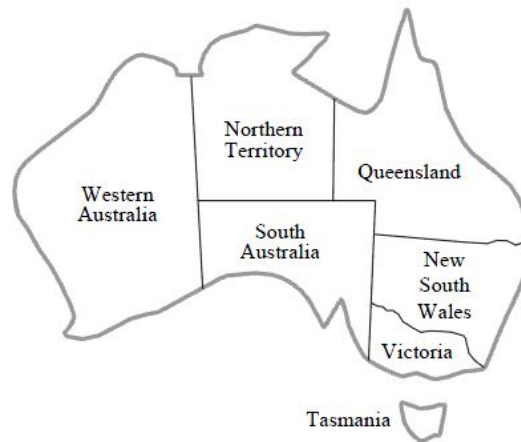 Northern
Territory
Queensland
Western
Australia
South
Australia
New
South
Wales
Victoria
Tasmania